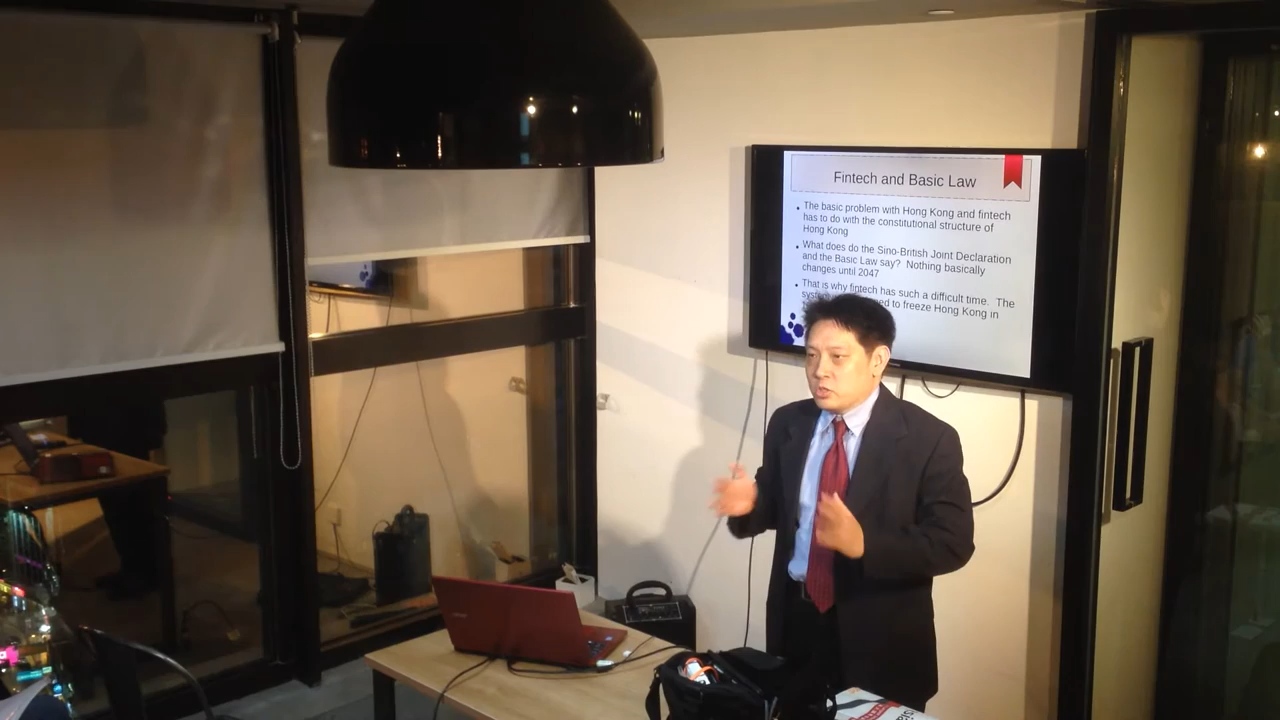 Fintech and Basic Law
• The basic problem with Hong Kong and fintech
has to do with the constitutional structure of
Hong Kong
• What does do the Sino-British Joint Declaration
and the Basic Law say? Nothing basically
changes until 2047
• That is why fintech has such a difficult time. The
to freeze Hong Kong in